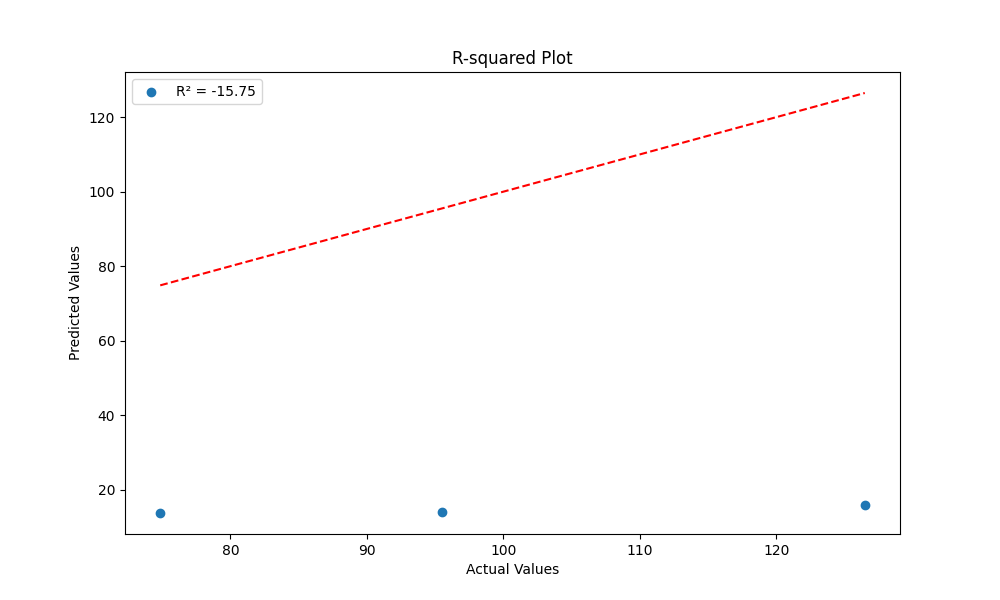 R-squared Plot
R² = -15.75
120
100
80
60
40
20
Predicted Values
80 90 100 110 120
Actual Values